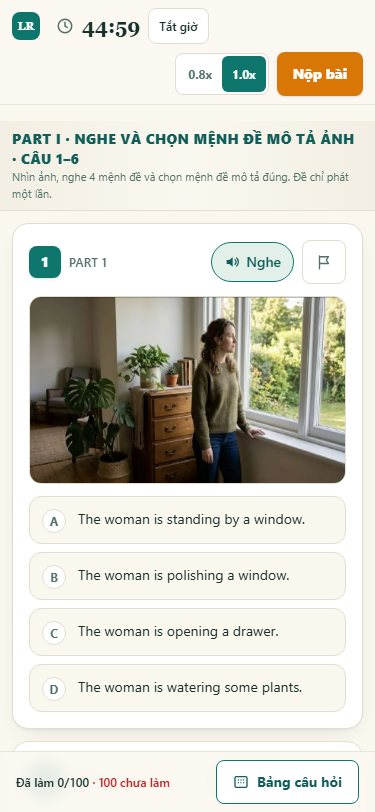 LR
44:59
Tắt giờ
0.8x
1.0x
Nộp bài
PART I · NGHE VÀ CHỌN MỆNH ĐỀ MÔ TẢ ẢNH
· CÂU 1–6
Nhìn ảnh, nghe 4 mệnh đề và chọn mệnh đề mô tả đúng. Đề chỉ phát
một lần.
1
PART 1
Nghe
A
The woman is standing by a window.
B
The woman is polishing a window.
C
The woman is opening a drawer.
D
The woman is watering some plants.
Đã làm 0/100 · 100 chưa làm
Bảng câu hỏi